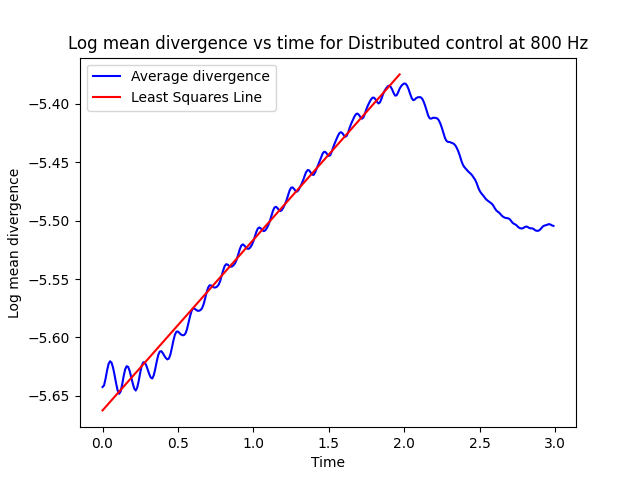 Log mean divergence vs time for Distributed control at 800 Hz
Average divergence
Least Squares Line
Log mean divergence
−5.40
−5.45
−5.50
−5.55
−5.60
−5.65
0.0 0.5 1.0 1.5 2.0 2.5 3.0
Time